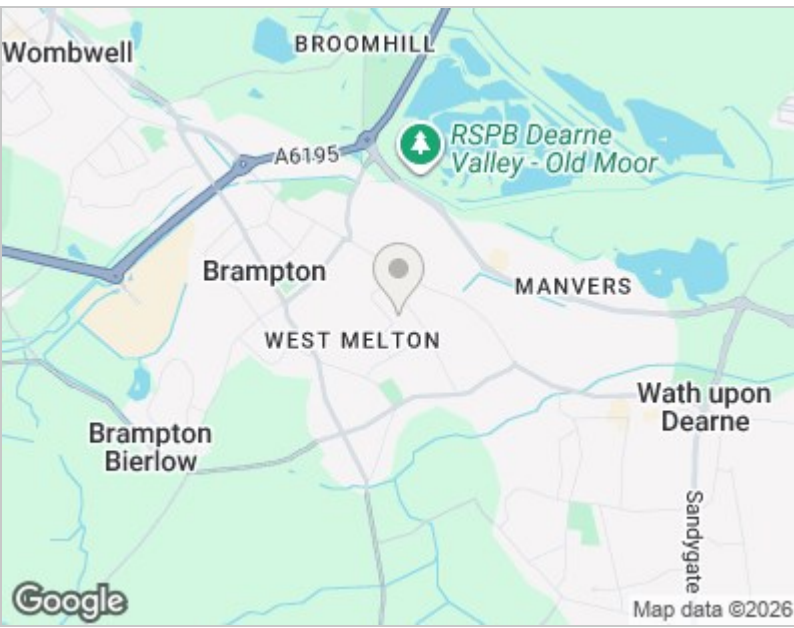 Wombwell
BROOMHILL
A6195
RSPB Dearne
Valley - Old Moor
Brampton
MANVERS
WEST MELTON
Wath upon
Dearne
Brampton
Bierlow
Sandygate
Google
Map data ©2026